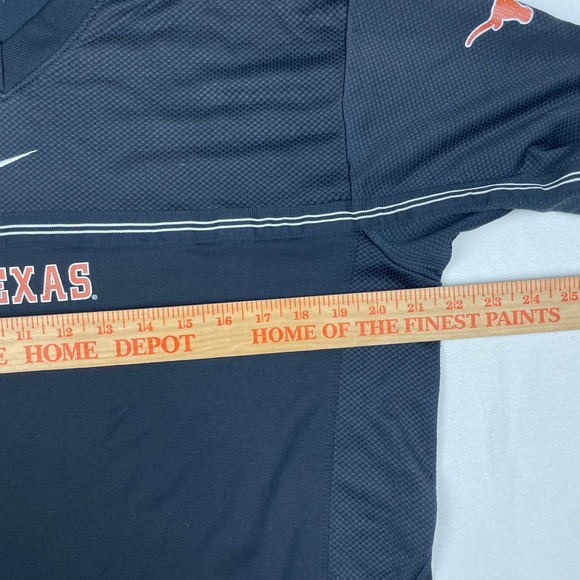 EXAS
11 12 13 14 15 16 17 18 19 20 21 22 23 24 25
HOME DEPOT HOME OF THE FINEST PAINTS